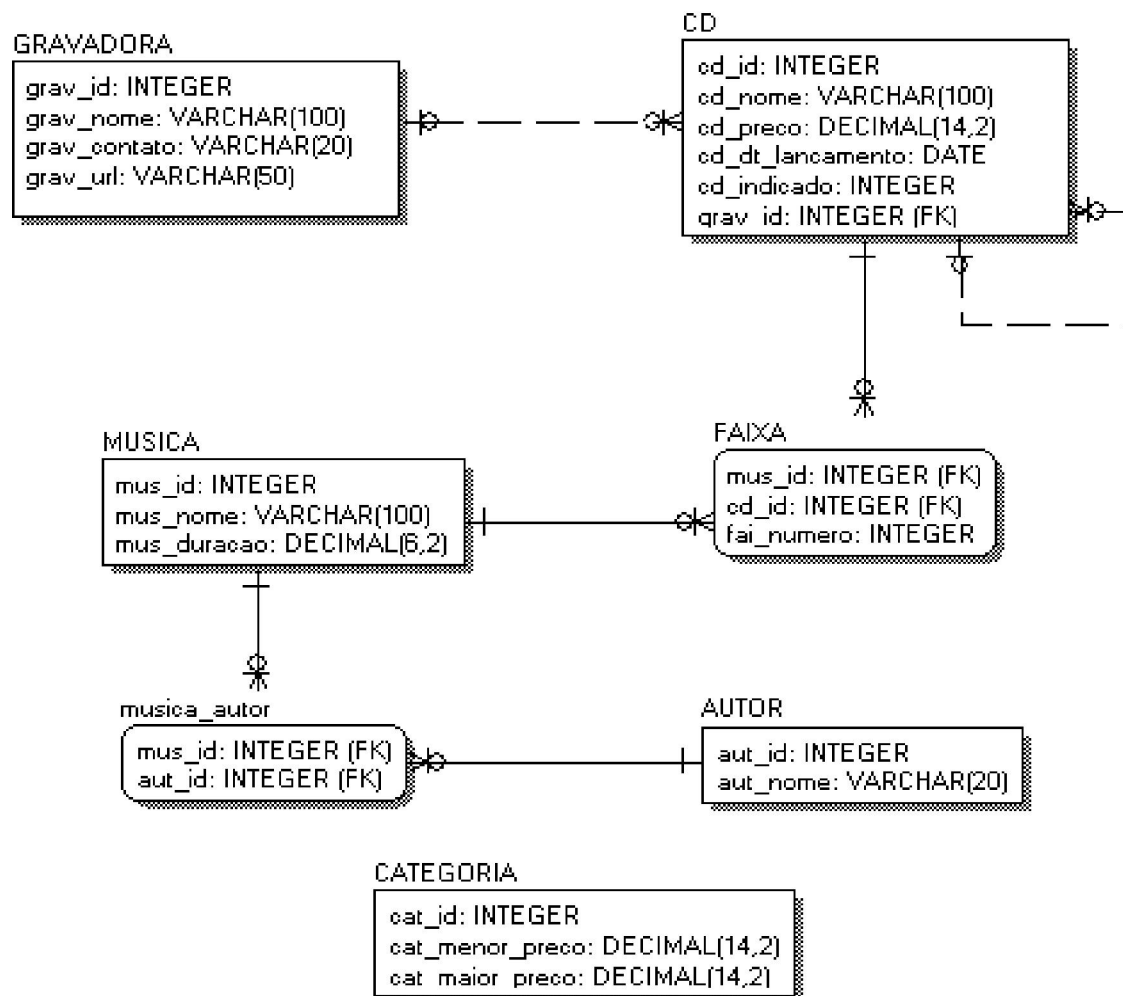 GRAVADORA
grav_id: INTEGER
grav_nome: VARCHAR(100)
grav_contato: VARCHAR(20)
grav_url: VARCHAR(50)
CD
cd_id: INTEGER
cd_nome: VARCHAR(100)
cd_preco: DECIMAL(14,2)
cd_dt_lancamento: DATE
cd_indicado: INTEGER
grav_id: INTEGER (FK)
MUSICA
mus_id: INTEGER
mus_nome: VARCHAR(100)
mus_duracao: DECIMAL(6,2)
FAIXA
mus_id: INTEGER (FK)
cd_id: INTEGER (FK)
fai_numero: INTEGER
musica_autor
mus_id: INTEGER (FK)
aut_id: INTEGER (FK)
AUTOR
aut_id: INTEGER
aut_nome: VARCHAR(20)
CATEGORIA
cat_id: INTEGER
cat_menor_preco: DECIMAL(14,2)
cat_maior_preco: DECIMAL(14,2)